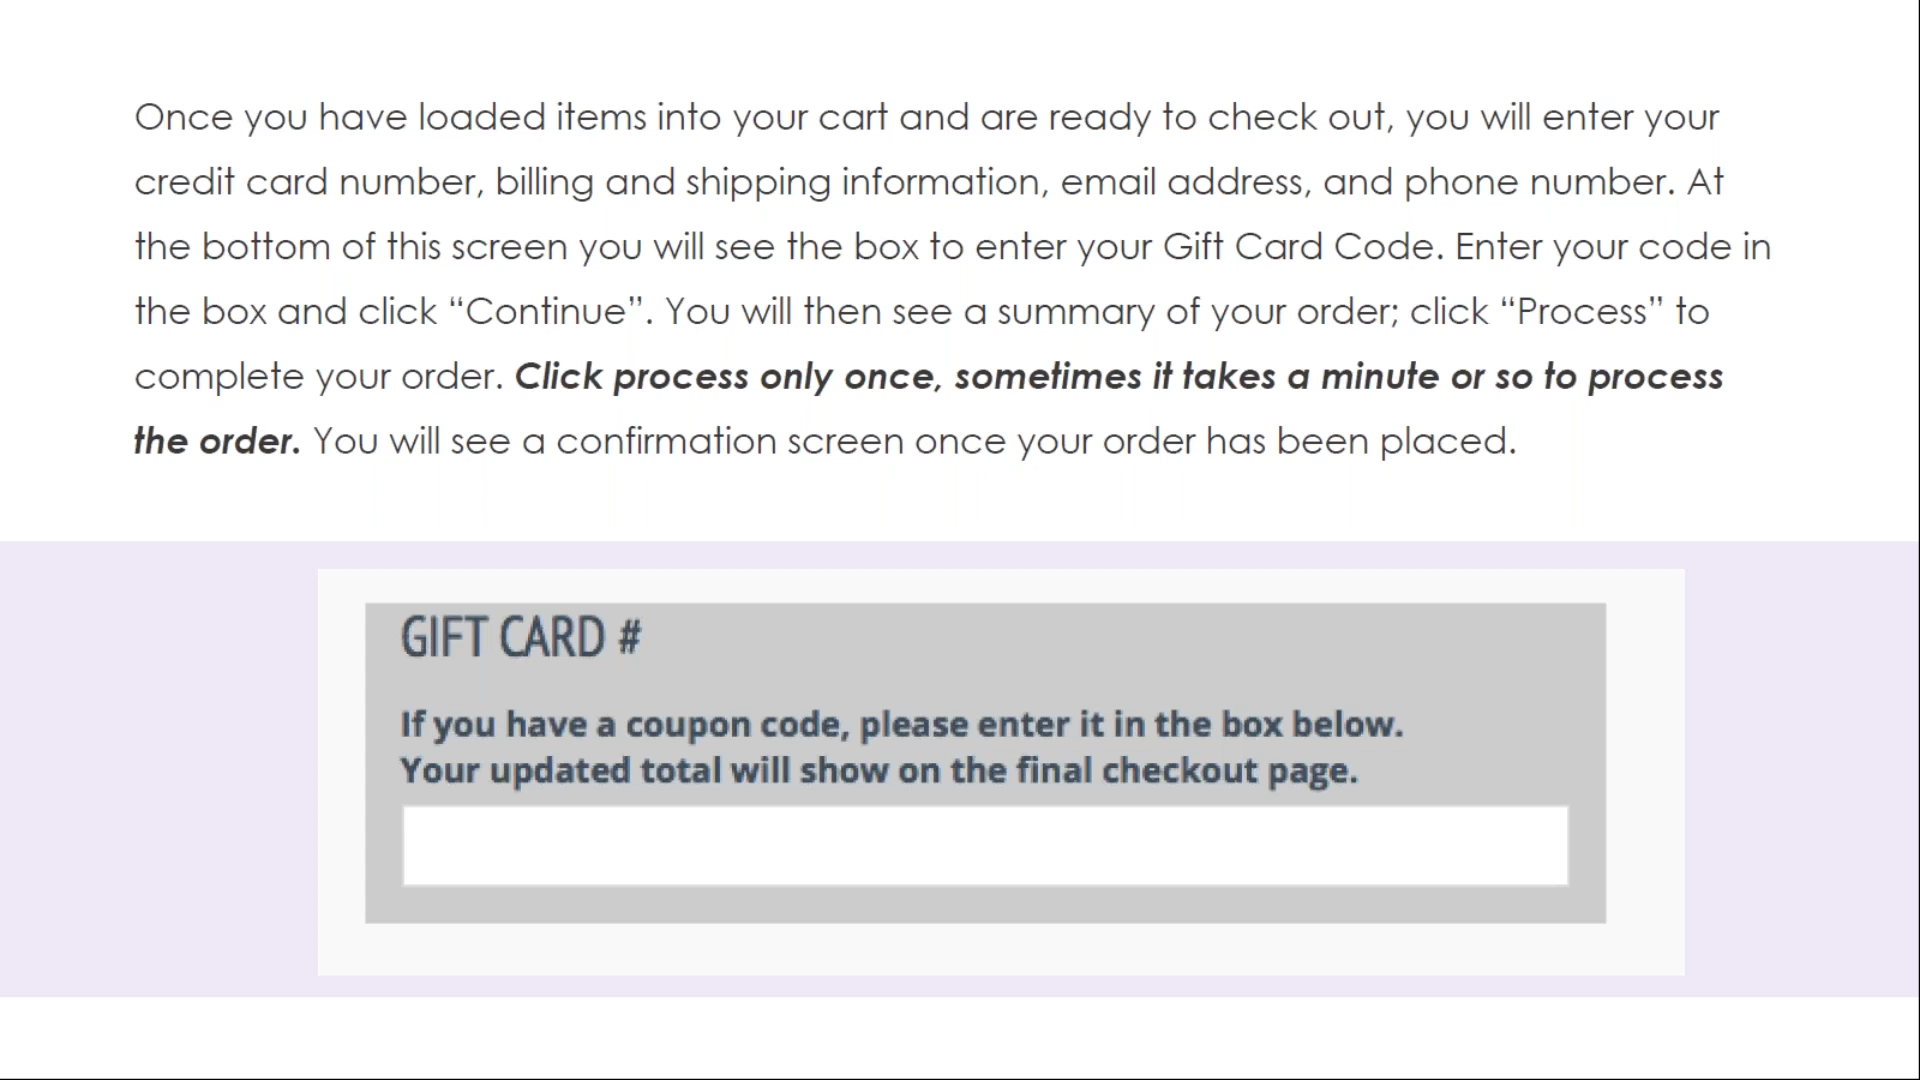 Once you have loaded items into your cart and are ready to check out, you will enter your
credit card number, billing and shipping information, email address, and phone number. At
the bottom of this screen you will see the box to enter your Gift Card Code. Enter your code in
the box and click “Continue”. You will then see a summary of your order; click “Process” to
complete your order. Click process only once, sometimes it takes a minute or so to process
the order. You will see a confirmation screen once your order has been placed.
GIFT CARD #
If you have a coupon code, please enter it in the box below.
Your updated total will show on the final checkout page.